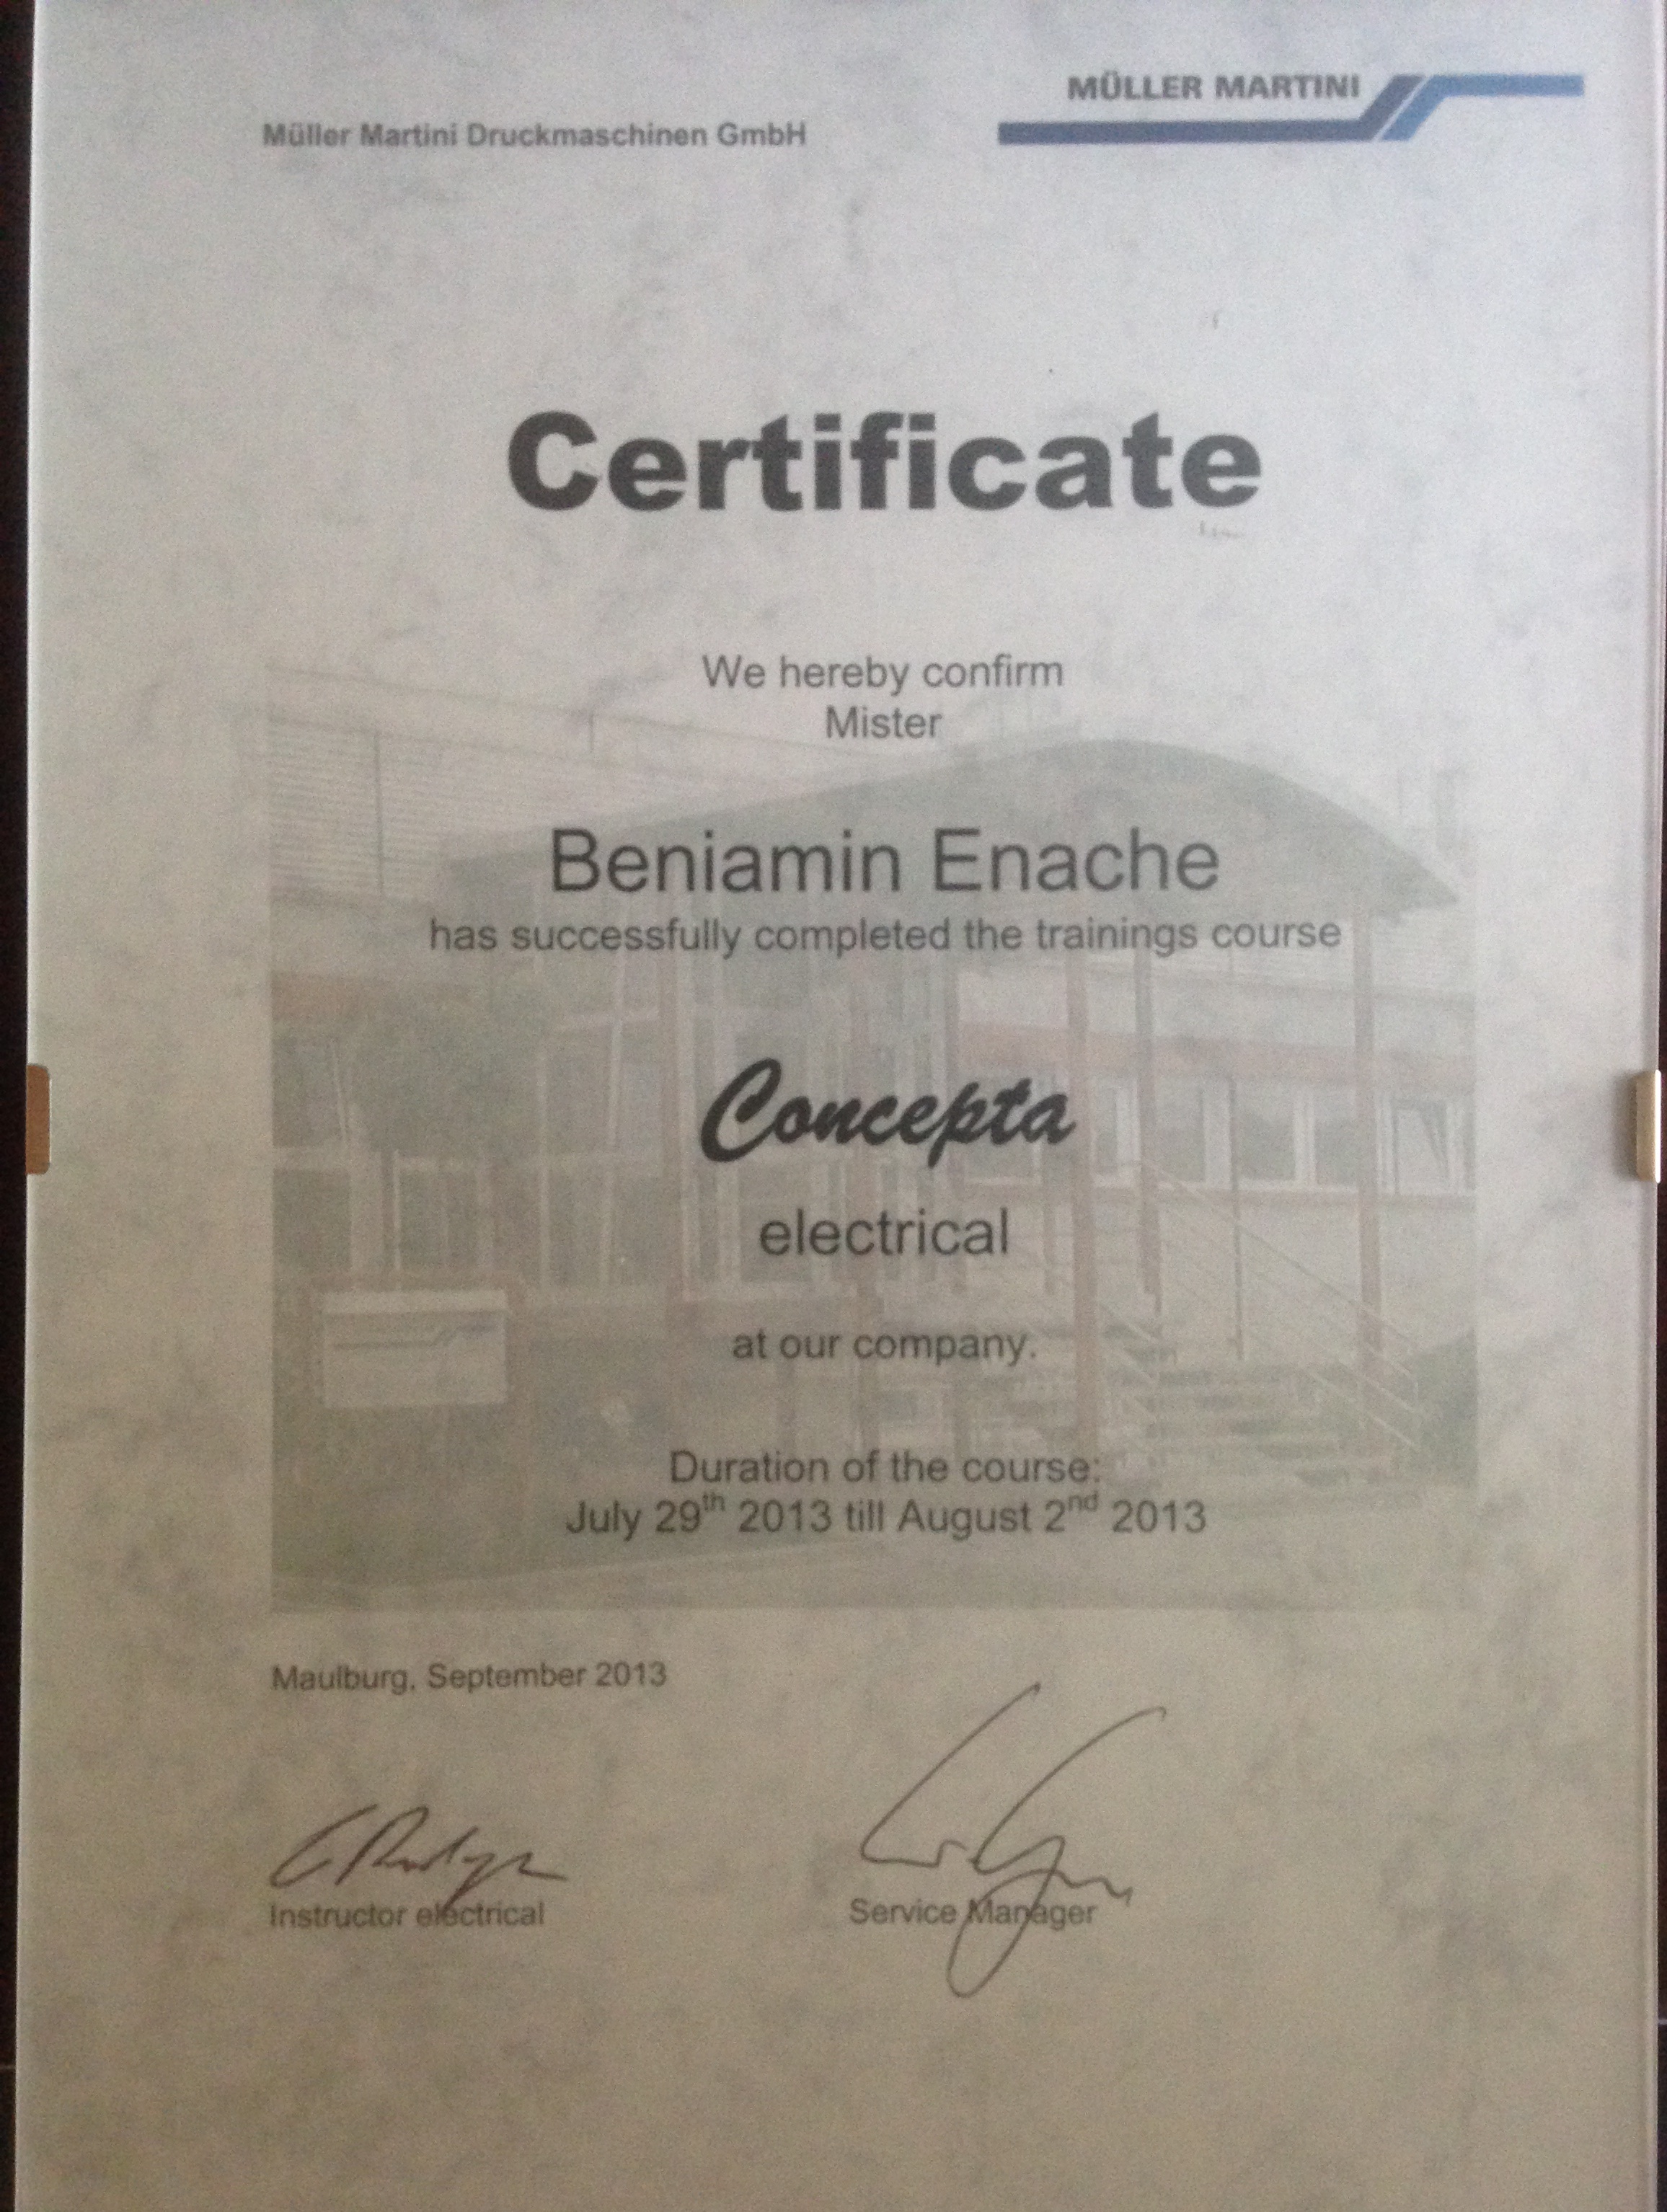 MÜLLER MARTINI
Müller Martini Druckmaschinen GmbH
Certificate
We hereby confirm
Mister
Beniamin Enache
has successfully completed the trainings course
Concepta
electrical
at our company.
Duration of the course:
July 29th 2013 till August 2nd 2013
Maulburg, September 2013
Instructor electrical
Service Manager